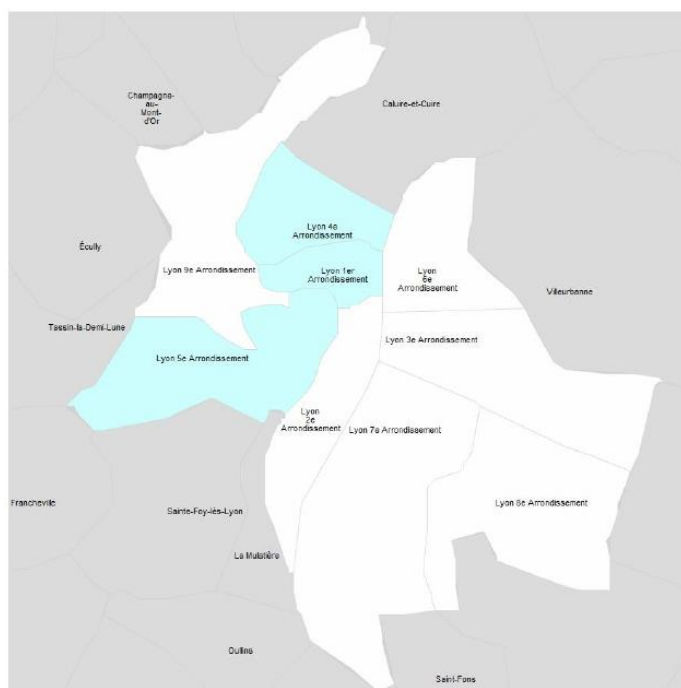 Champagne-
au-
Mont-
d'Or
Caluire-et-Cuire
Lyon 4e
Arrondissement
Écully
Lyon 9e Arrondissement
Lyon 1er
Arrondissement
Lyon
6e
Arrondissement
Villeurbanne
Tassin-la-Demi-Lune
Lyon 3e Arrondissement
Lyon 5e Arrondissement
Lyon
2e
Arrondissement
Lyon 7e Arrondissement
Francheville
Sainte-Foy-lès-Lyon
Lyon 8e Arrondissement
La Mulatière
Oullins
Saint-Fons